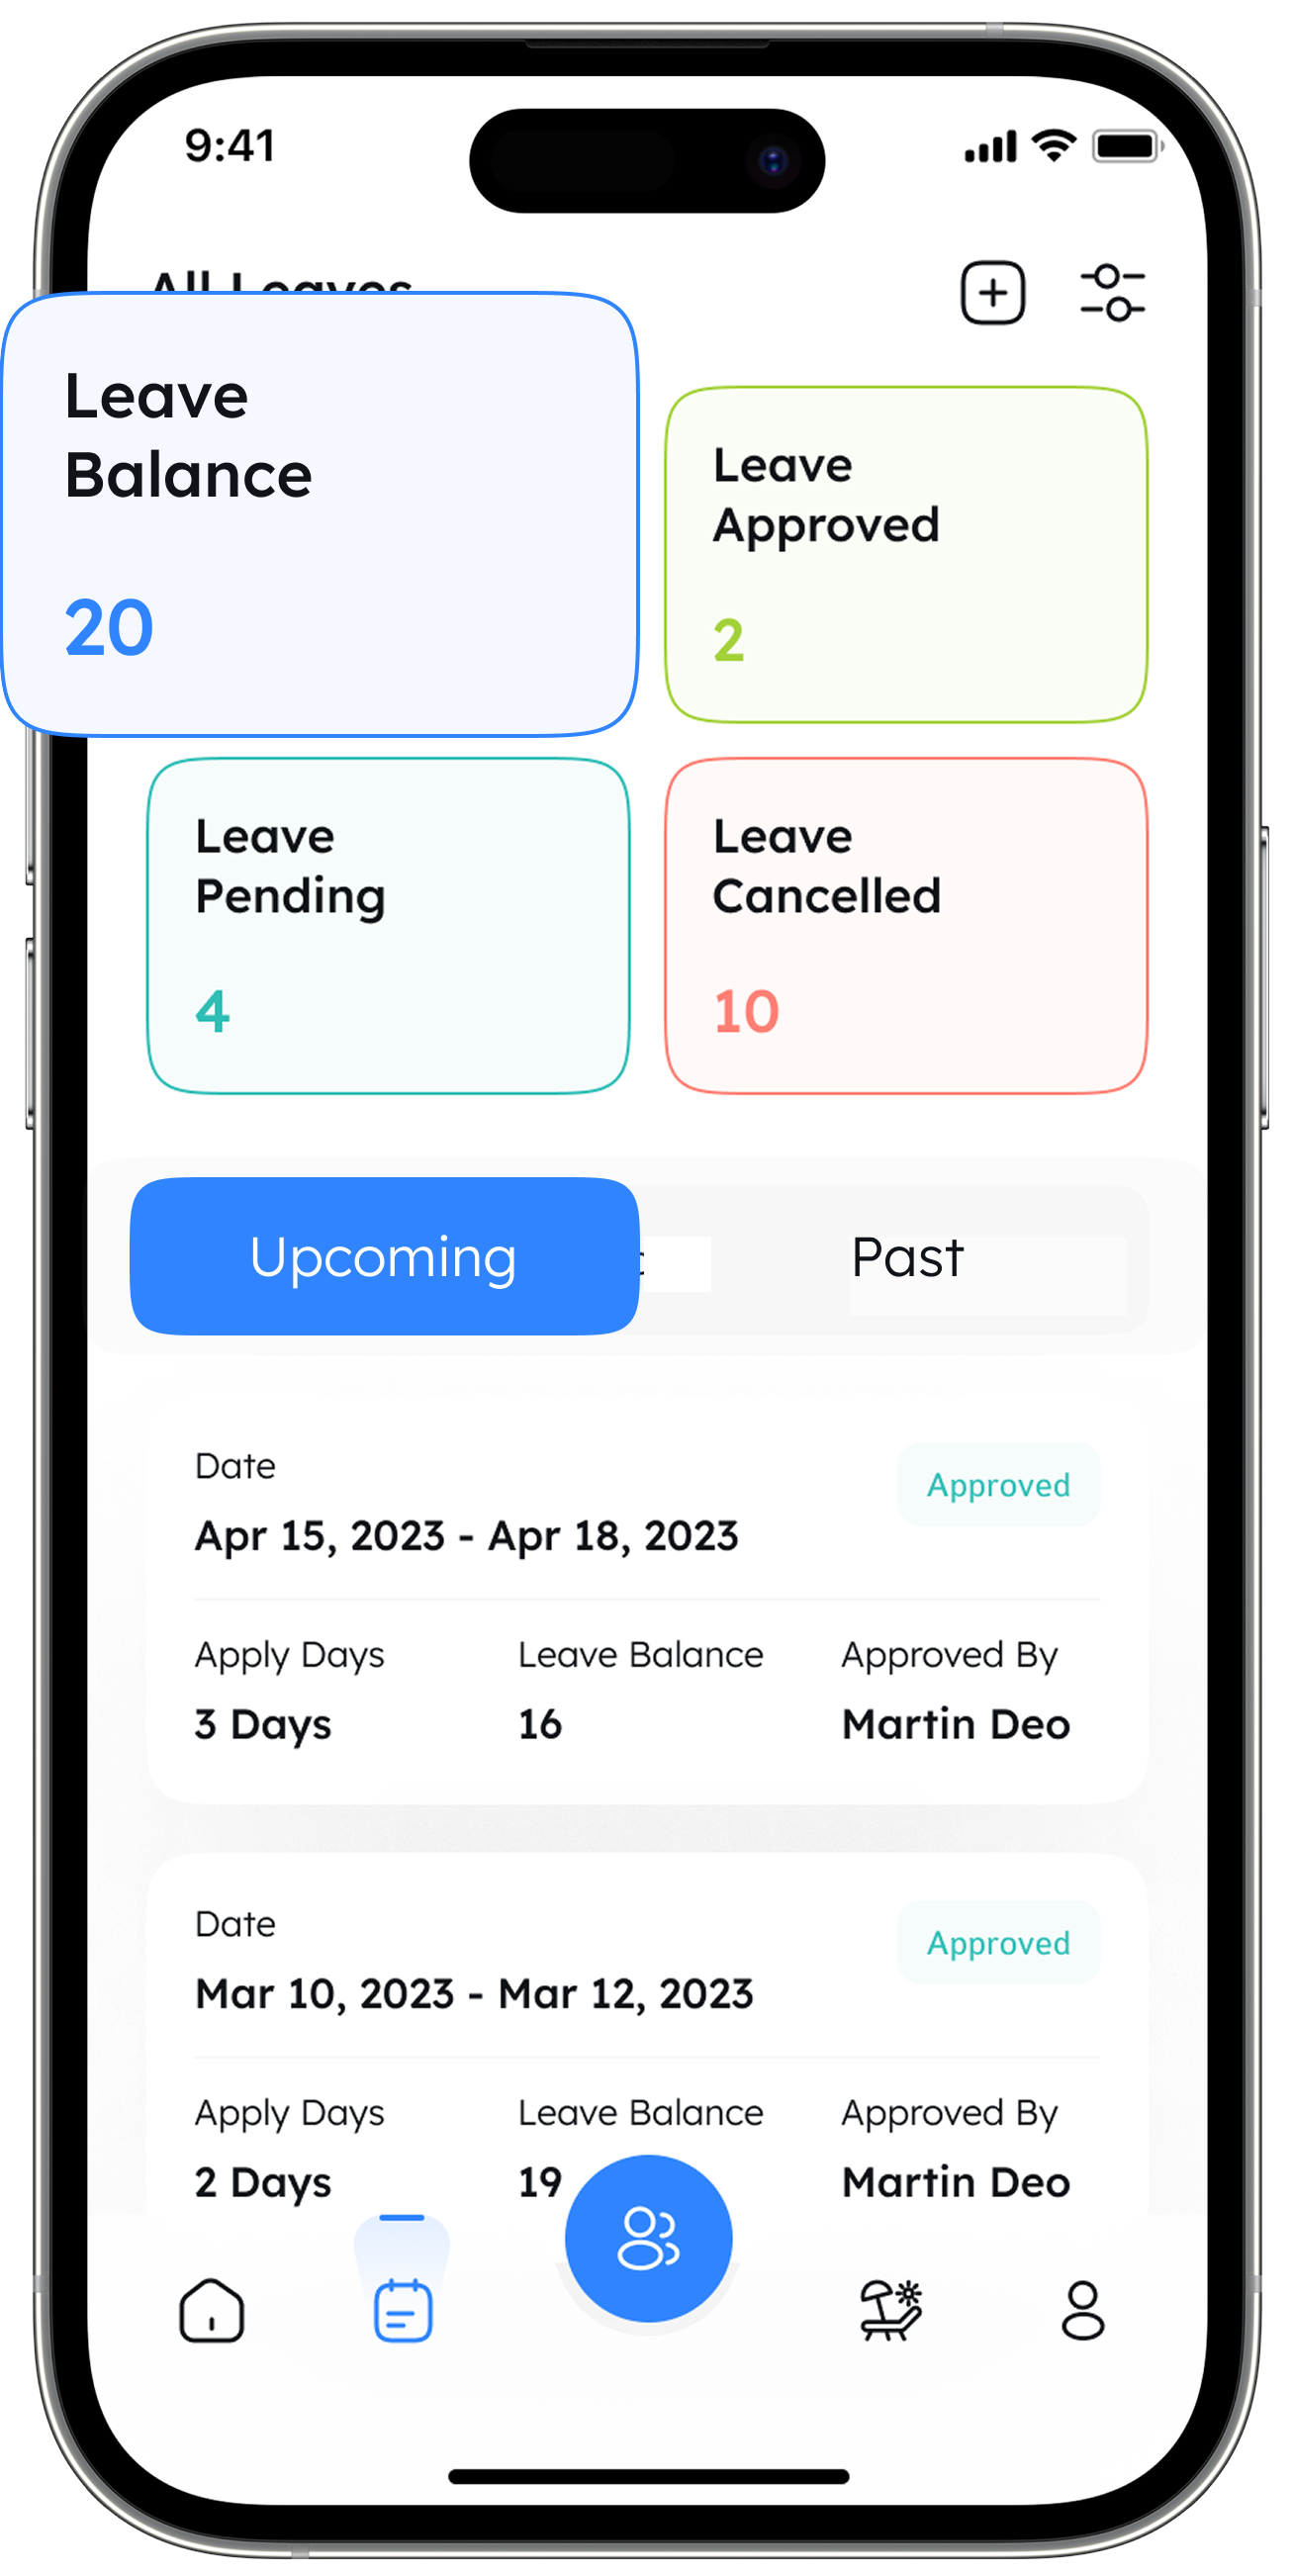 9:41
All Leaves
Leave
Balance
20
Leave
Approved
2
Leave
Pending
4
Leave
Cancelled
10
Upcoming
Past
Date
Approved
Apr 15, 2023 - Apr 18, 2023
Apply Days Leave Balance Approved By
3 Days 16 Martin Deo
Date
Approved
Mar 10, 2023 - Mar 12, 2023
Apply Days Leave Balance Approved By
2 Days 19 Martin Deo